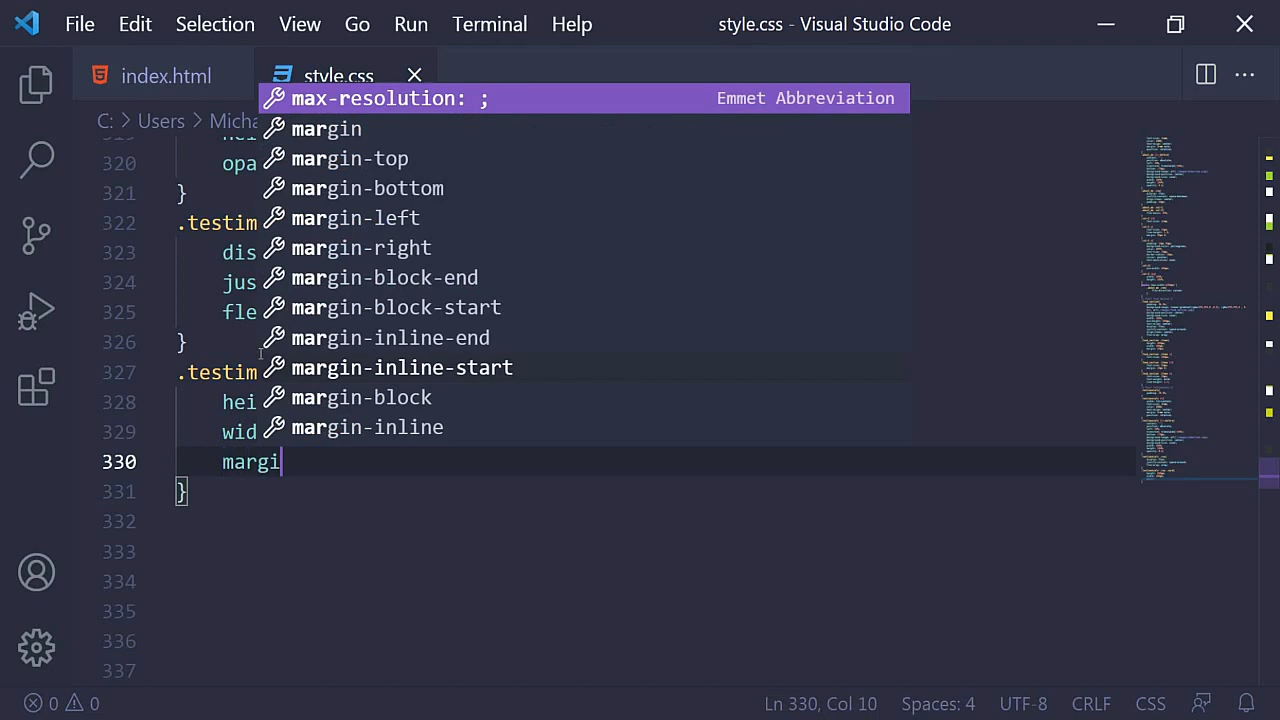 File Edit Selection View Go Run Terminal Help style.css - Visual Studio Code
index.html style.css
C: > Users > Micha
max-resolution: ; Emmet Abbreviation
margin
margin-top
margin-bottom
margin-left
margin-right
margin-block-end
margin-block-start
margin-inline-end
margin-inline-start
margin-block
margin-inline
320 opa
321 }
322 .testim
323 dis
324 jus
325 fle
326 }
327 .testim
328 hei
329 wid
330 margi
331 }
332
333
334
335
336
337
0 0 Ln 330, Col 10 Spaces: 4 UTF-8 CRLF CSS